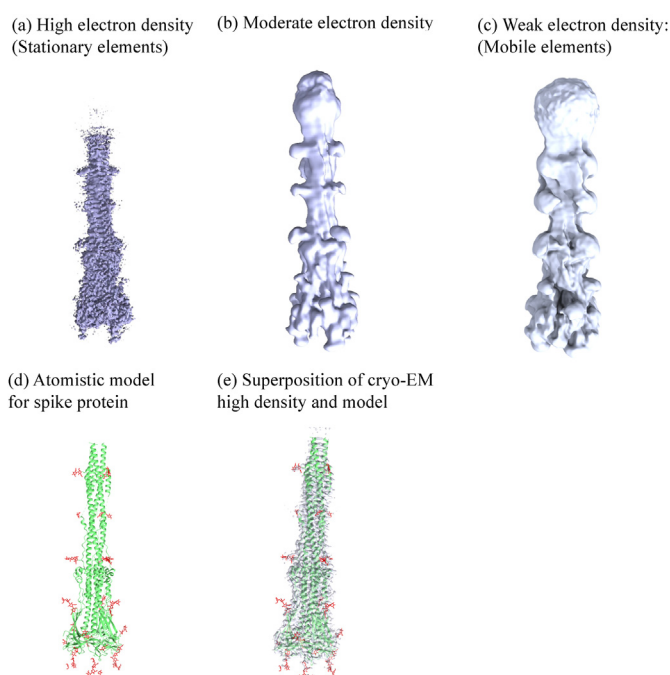 (a) High electron density
(Stationary elements)
(b) Moderate electron density
(c) Weak electron density:
(Mobile elements)
(d) Atomistic model
for spike protein
(e) Superposition of cryo-EM
high density and model